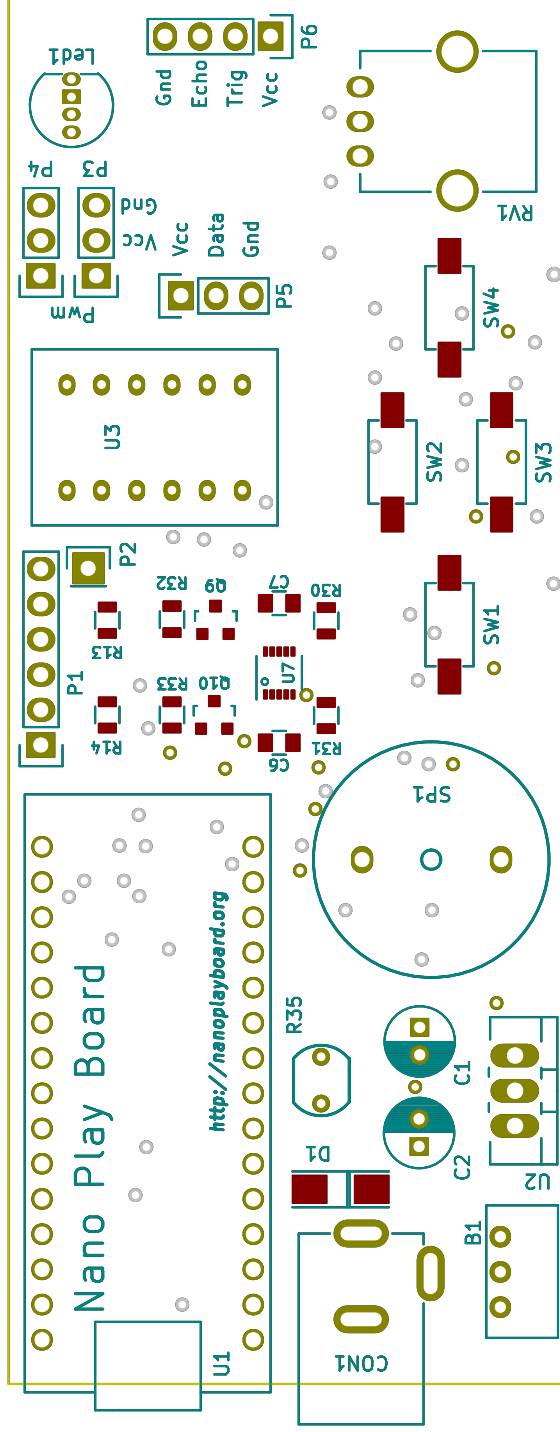 Led1
Gnd
Echo
Trig
Vcc
P6
P4
P3
Gnd
Vcc
Pwm
Vcc
Data
Gnd
P5
RV1
SW4
U3
SW2
SW3
P2
P1
R13
R32
Q9
C7
R30
SW1
R14
R33
Q10
U7
C6
R31
SP1
Nano Play Board
http://nanoplayboard.org
R35
C1
C2
D1
U2
B1
U1
CON1